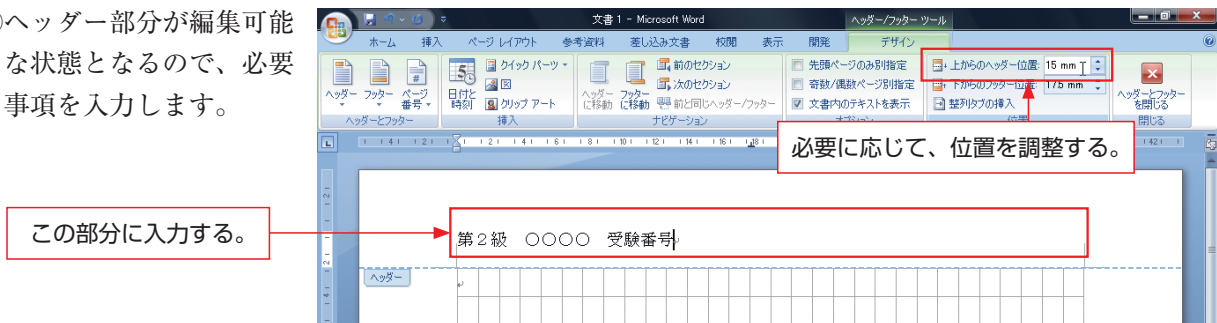 ヘッダー部分が編集可能
な状態となるので、必要
事項を入力します。
この部分に入力する。
文書 1 - Microsoft Word
ヘッダー/フッター ツール
ホーム 挿入 ページ レイアウト 参考資料 差し込み文書 校閲 表示 開発 デザイン
ヘッダー
フッター
ページ番号
ヘッダーとフッター
日付と時刻
クイック パーツ
図
クリップ アート
挿入
ヘッダーに移動
フッターに移動
前のセクション
次のセクション
前と同じヘッダー/フッター
ナビゲーション
先頭ページのみ別指定
奇数/偶数ページ別指定
文書内のテキストを表示
上からのヘッダー位置: 15 mm
下からのフッター位置: 17.5 mm
整列タブの挿入
ヘッダーとフッターを閉じる
閉じる
必要に応じて、位置を調整する。
第2級 ○○○○ 受験番号
ヘッダー